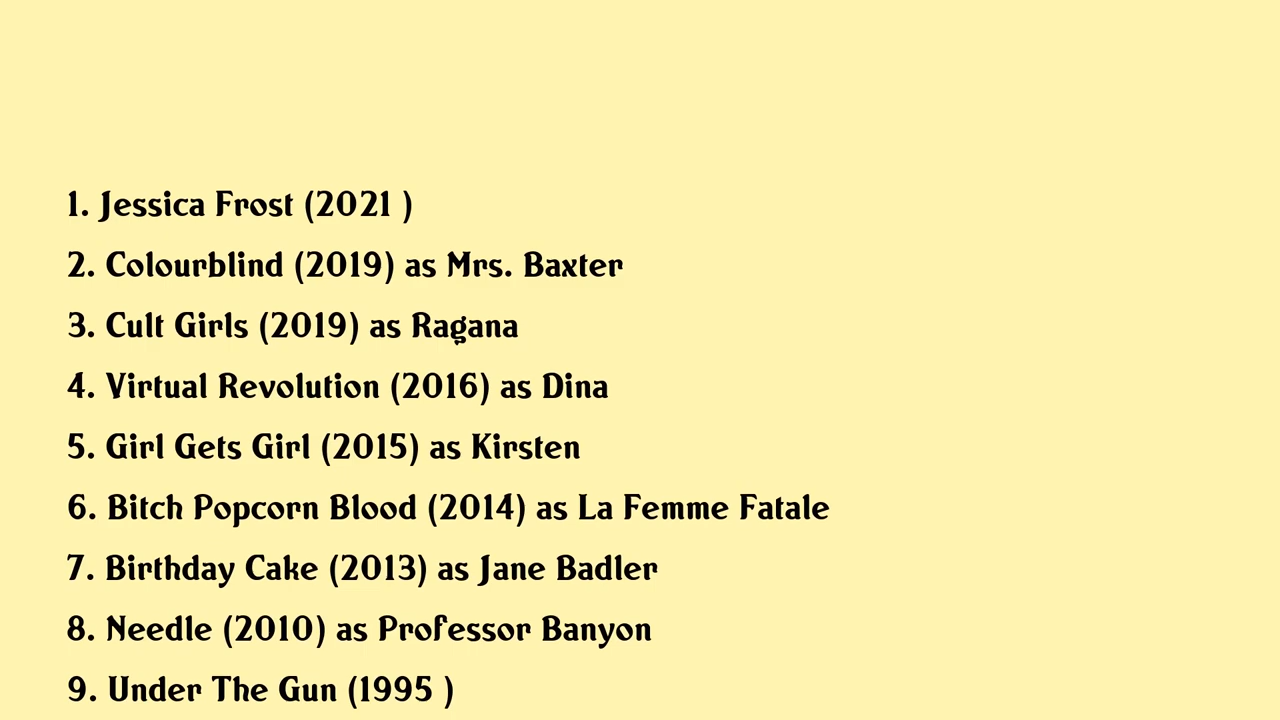 1. Jessica Frost (2021 )
2. Colourblind (2019) as Mrs. Baxter
3. Cult Girls (2019) as Ragana
4. Virtual Revolution (2016) as Dina
5. Girl Gets Girl (2015) as Kirsten
6. Bitch Popcorn Blood (2014) as La Femme Fatale
7. Birthday Cake (2013) as Jane Badler
8. Needle (2010) as Professor Banyon
9. Under The Gun (1995 )